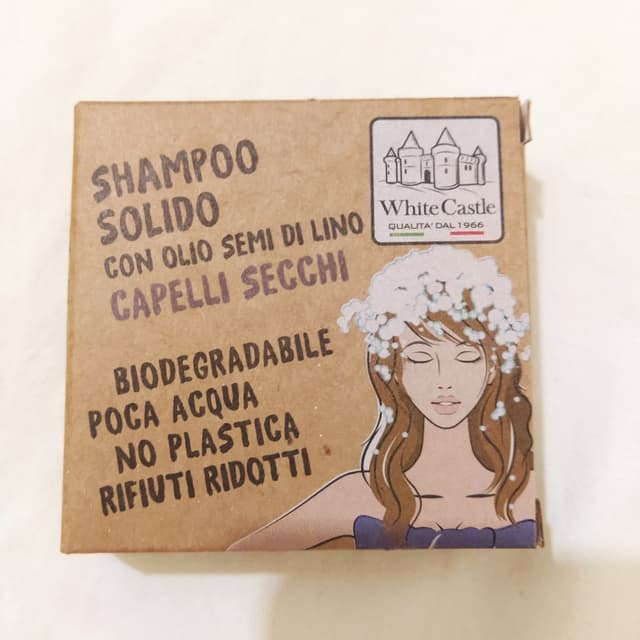 SHAMPOO
SOLIDO
CON OLIO SEMI DI LINO
CAPELLI SECCHI
White Castle
QUALITA' DAL 1966
BIODEGRADABILE
POCA ACQUA
NO PLASTICA
RIFIUTI RIDOTTI